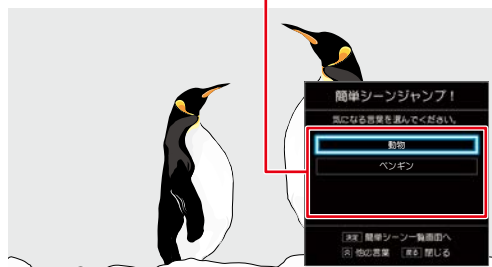 簡単シーンジャンプ！
気になる言葉を選んでください。
動物
ペンギン
決定 簡単シーン一覧画面へ
他の言葉 戻る 閉じる